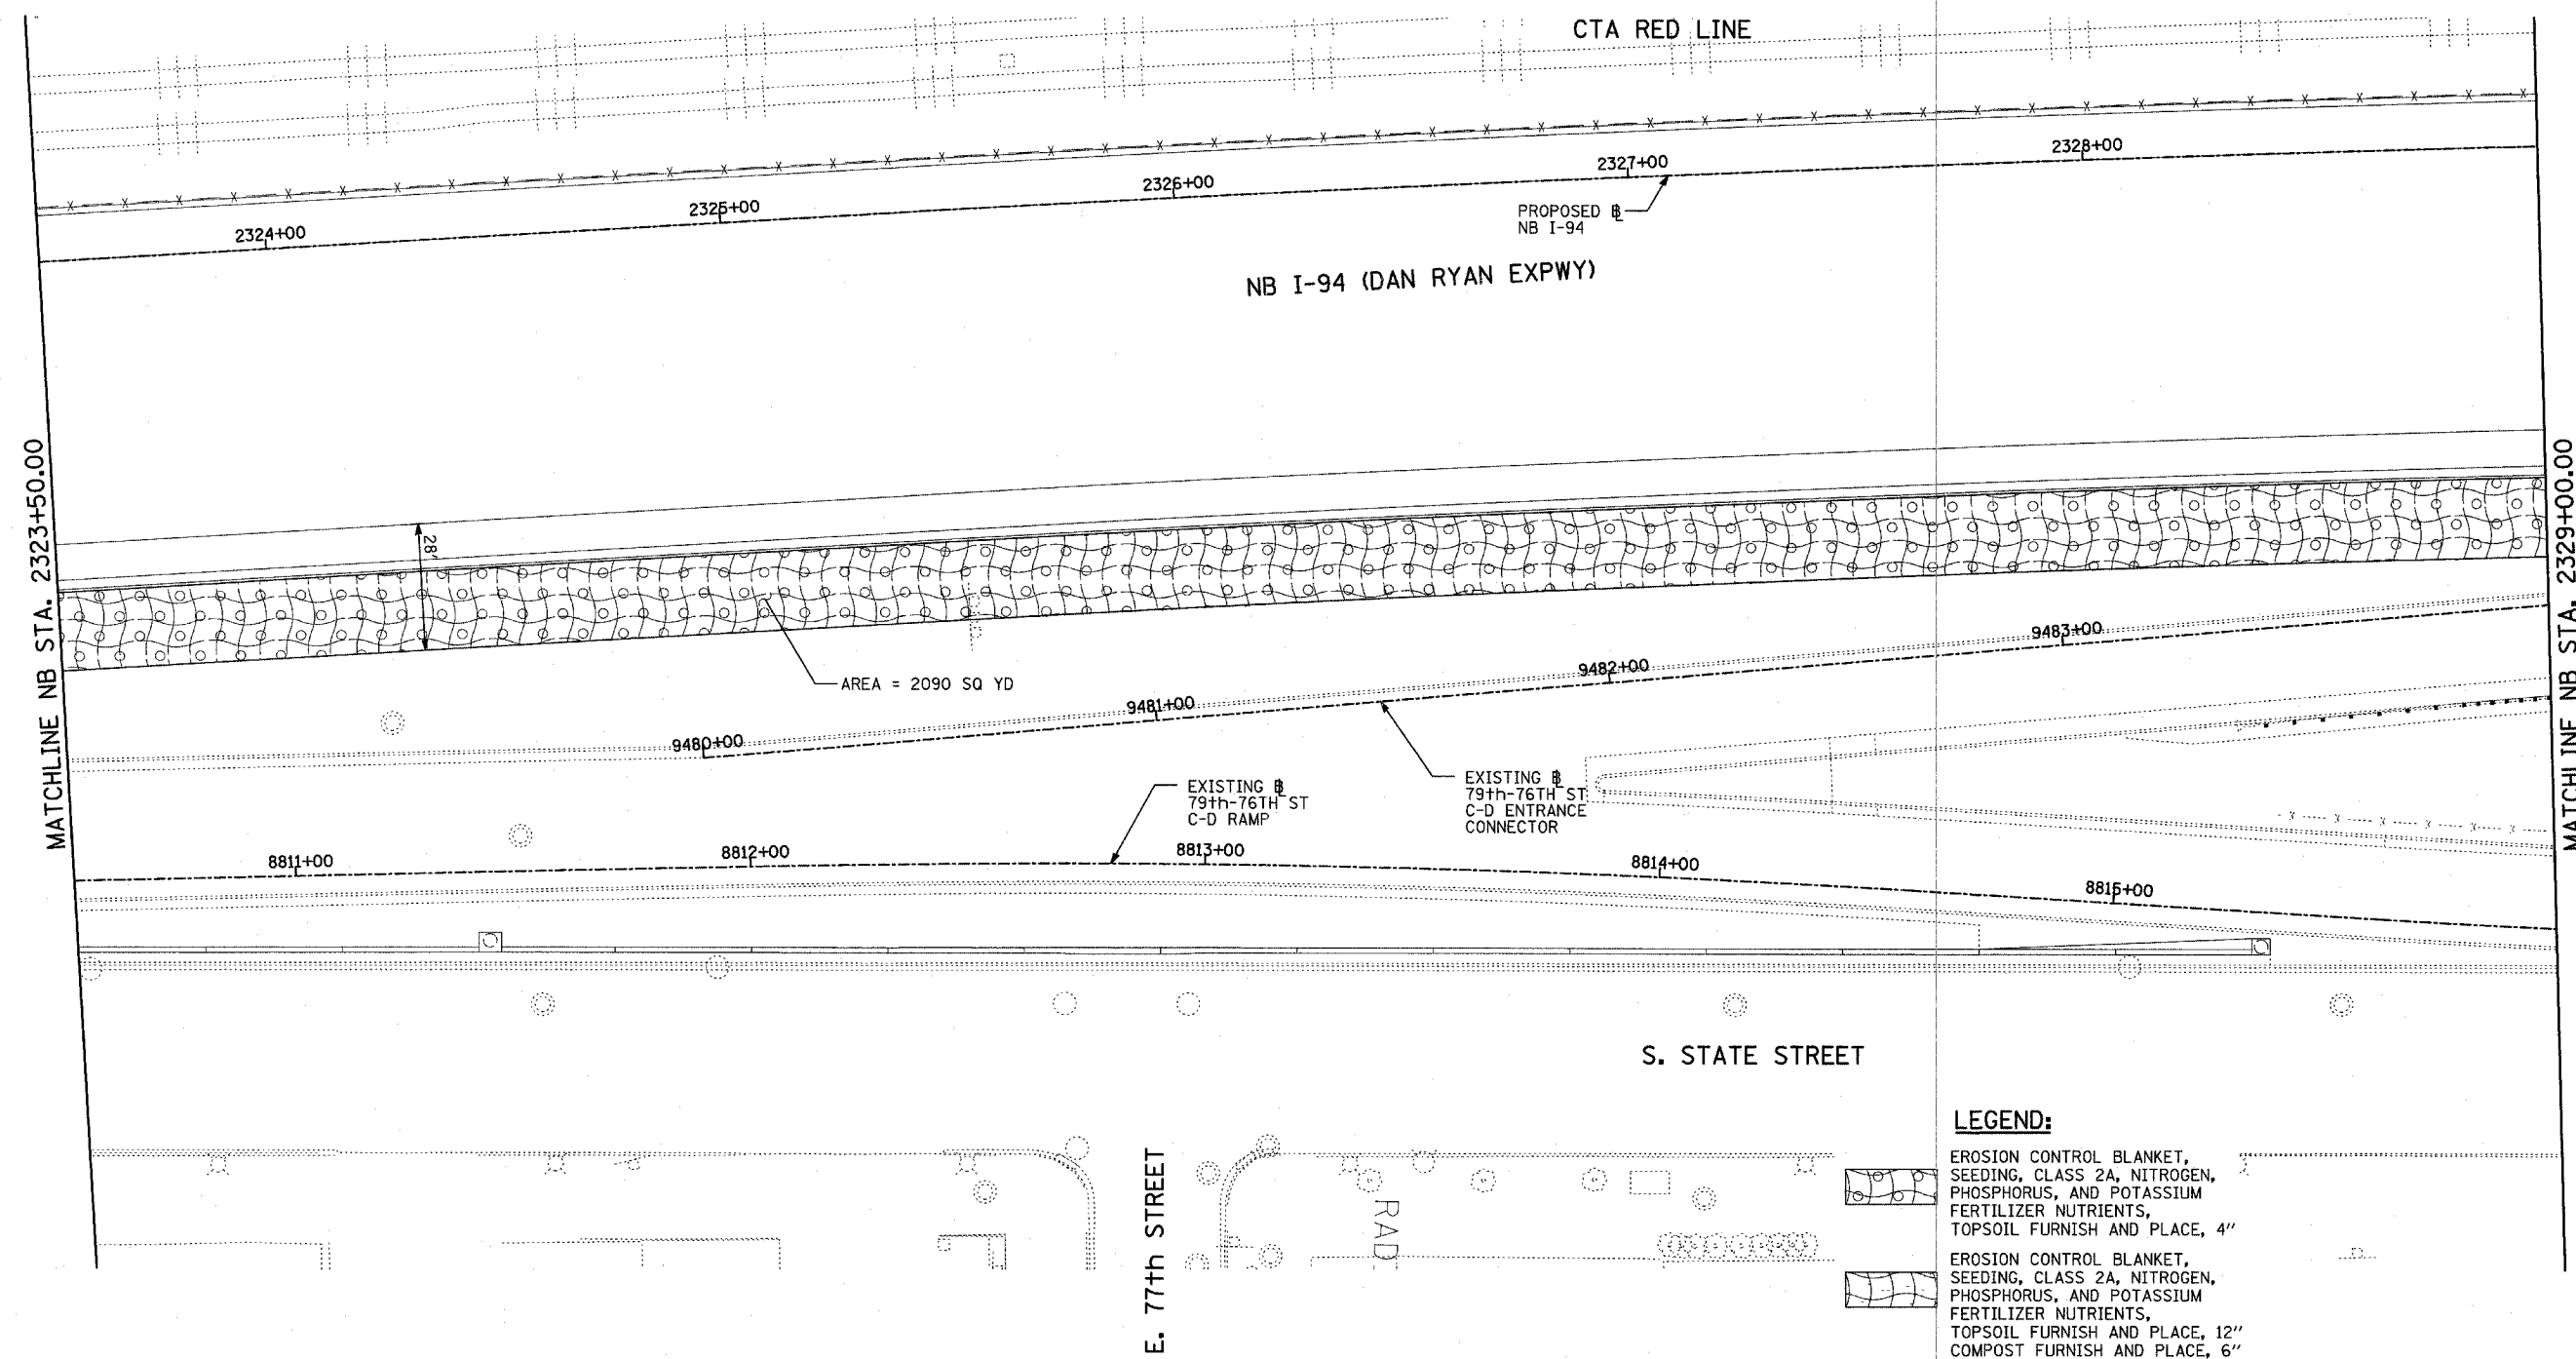 CTA RED LINE
2328+00
2327+00
2326+00
2325+00
2324+00
PROPOSED ℄
NB I-94
NB I-94 (DAN RYAN EXPWY)
MATCHLINE NB STA. 2323+50.00
MATCHLINE NB STA. 2329+00.00
28'
AREA = 2090 SQ YD
9480+00
9481+00
9482+00
9483+00
EXISTING
79th-76TH ST
C-D RAMP
EXISTING
79th-76TH ST
C-D ENTRANCE
CONNECTOR
8811+00
8812+00
8813+00
8814+00
8815+00
S. STATE STREET
E. 77th STREET
RAD
LEGEND:
EROSION CONTROL BLANKET,
SEEDING, CLASS 2A, NITROGEN,
PHOSPHORUS, AND POTASSIUM
FERTILIZER NUTRIENTS,
TOPSOIL FURNISH AND PLACE, 4"
EROSION CONTROL BLANKET,
SEEDING, CLASS 2A, NITROGEN,
PHOSPHORUS, AND POTASSIUM
FERTILIZER NUTRIENTS,
TOPSOIL FURNISH AND PLACE, 12"
COMPOST FURNISH AND PLACE, 6"